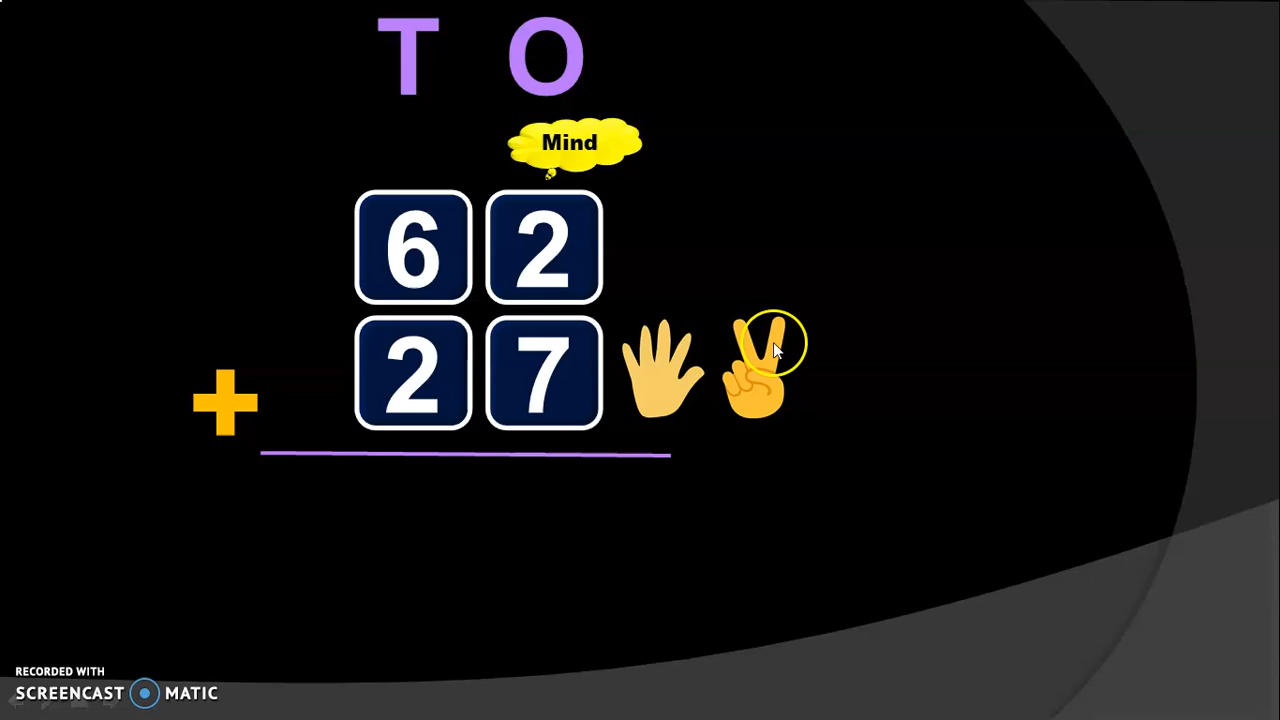 T O
Mind
6 2
+ 2 7
RECORDED WITH
SCREENCAST MATIC